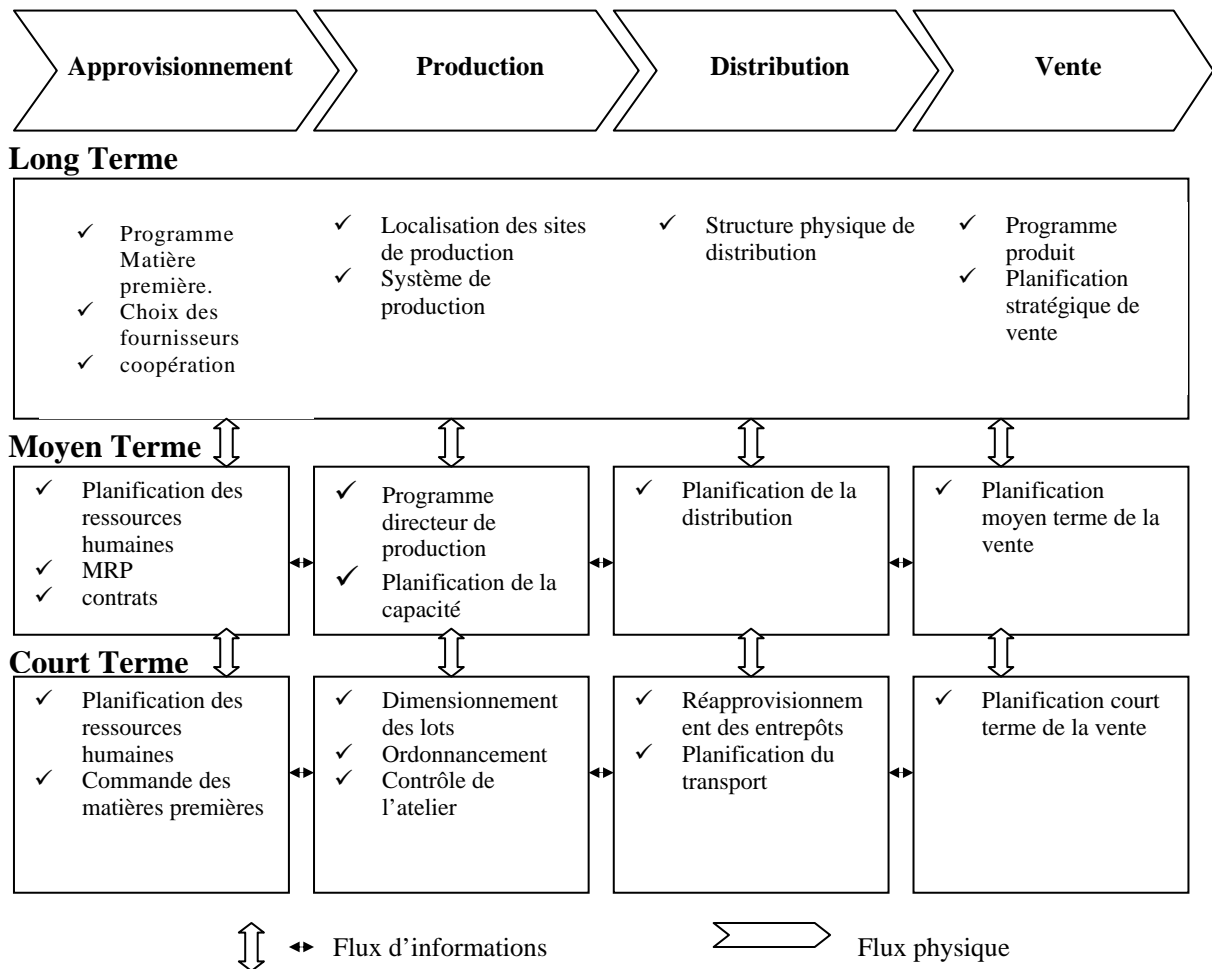 Approvisionnement
Production
Distribution
Vente
Long Terme
✓ Programme
Matière
première.
✓ Choix des
fournisseurs
✓ coopération
✓ Localisation des sites
de production
✓ Système de
production
✓ Structure physique de
distribution
✓ Programme
produit
✓ Planification
stratégique de
vente
Moyen Terme
✓ Planification des
ressources
humaines
✓ MRP
✓ contrats
✓ Programme
directeur de
production
✓ Planification de la
capacité
✓ Planification de la
distribution
✓ Planification
moyen terme de la
vente
Court Terme
✓ Planification des
ressources
humaines
✓ Commande des
matières premières
✓ Dimensionnement
des lots
✓ Ordonnancement
✓ Contrôle de
l’atelier
✓ Réapprovisionnem
ent des entrepôts
✓ Planification du
transport
✓ Planification court
terme de la vente
Flux d’informations
Flux physique